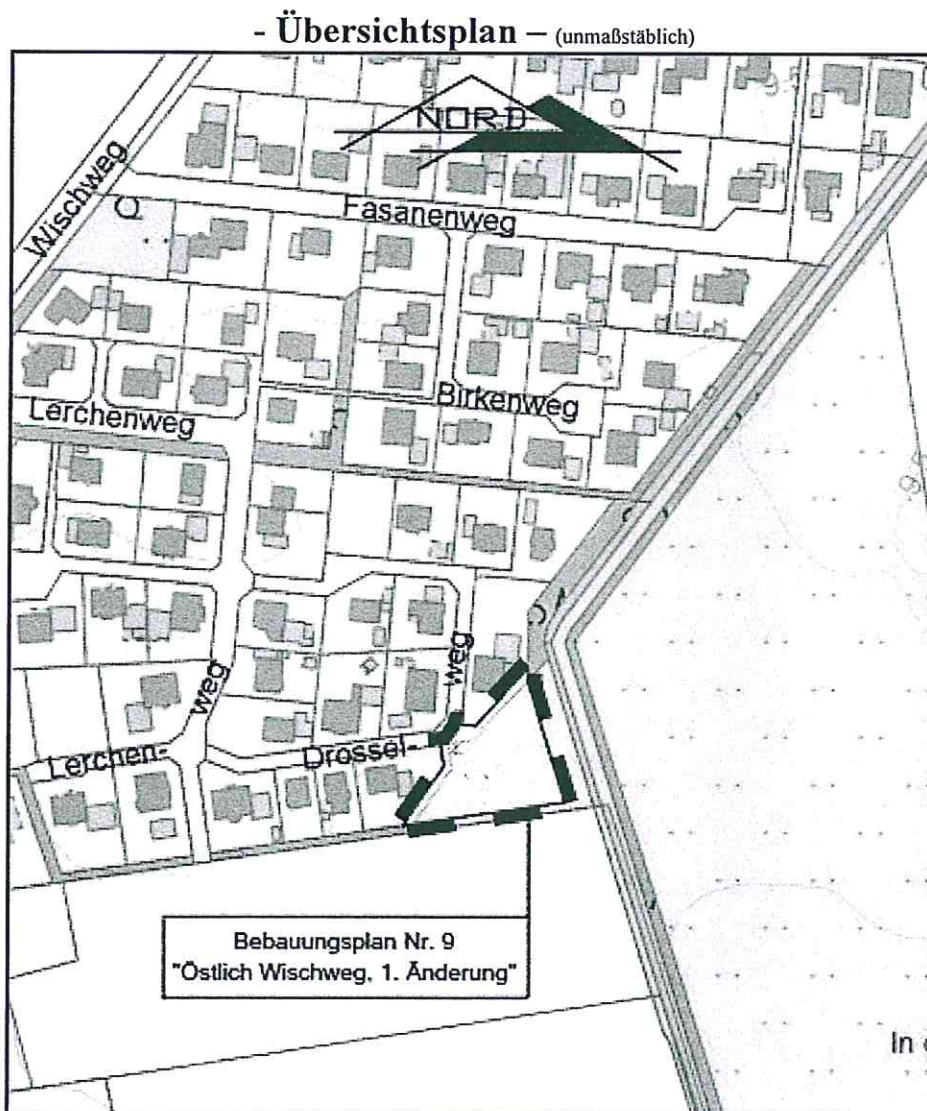 - Übersichtsplan – (unmaßstäblich)
NORD
Wischweg
Fasanenweg
Birkenweg
Lerchenweg
weg
weg
Lerchen-
Drossel-
Bebauungsplan Nr. 9
"Östlich Wischweg, 1. Änderung"
In